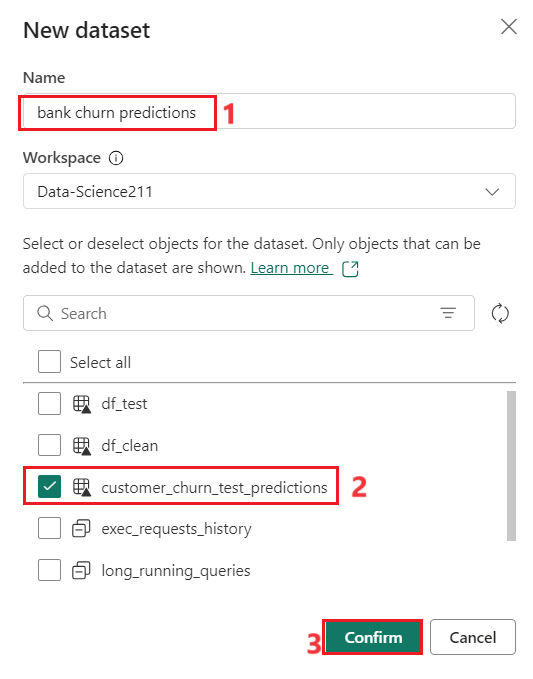 New dataset
Name
bank churn predictions
1
Workspace
Data-Science211
Select or deselect objects for the dataset. Only objects that can be
added to the dataset are shown. Learn more
Search
Select all
df_test
df_clean
customer_churn_test_predictions
2
exec_requests_history
long_running_queries
3
Confirm
Cancel